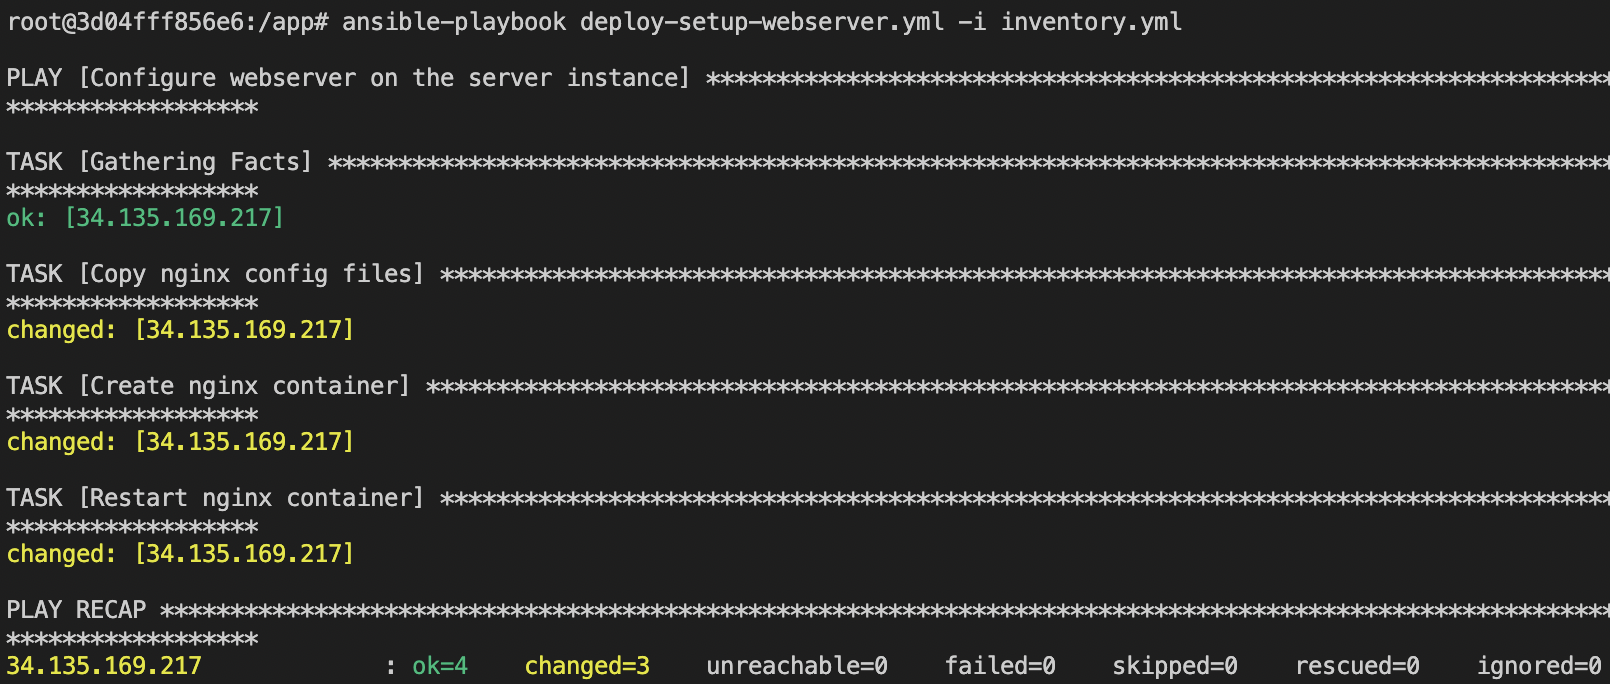 root@3d04fff856e6:/app# ansible-playbook deploy-setup-webserver.yml -i inventory.yml
PLAY [Configure webserver on the server instance] *****************************************************************
******************
TASK [Gathering Facts] ********************************************************************************************
******************
ok: [34.135.169.217]
TASK [Copy nginx config files] ************************************************************************************
******************
changed: [34.135.169.217]
TASK [Create nginx container] *************************************************************************************
******************
changed: [34.135.169.217]
TASK [Restart nginx container] ************************************************************************************
******************
changed: [34.135.169.217]
PLAY RECAP ********************************************************************************************************
******************
34.135.169.217             : ok=4    changed=3    unreachable=0    failed=0    skipped=0    rescued=0    ignored=0